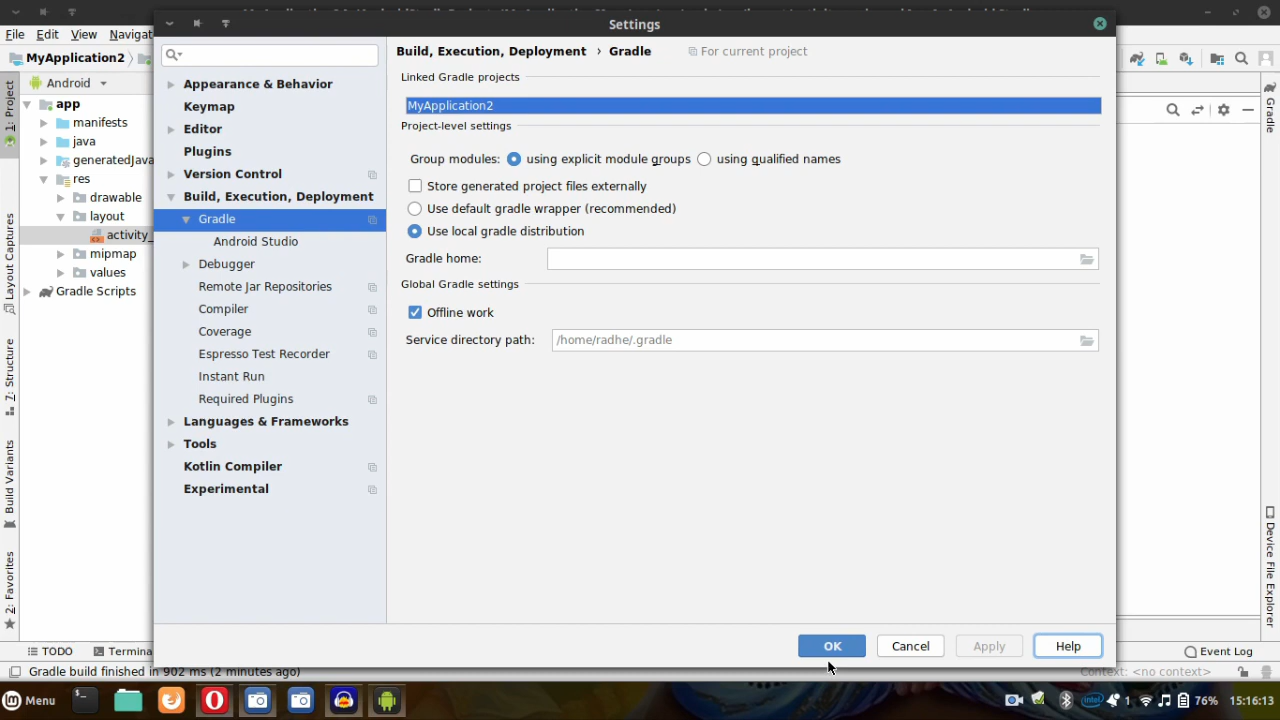 Settings
File Edit View Navigat
MyApplication2
Android
1: Project
Layout Captures
7: Structure
Build Variants
2: Favorites
app
manifests
java
generatedJava
res
drawable
layout
activity_
mipmap
values
Gradle Scripts
Appearance & Behavior
Keymap
Editor
Plugins
Version Control
Build, Execution, Deployment
Gradle
Android Studio
Debugger
Remote Jar Repositories
Compiler
Coverage
Espresso Test Recorder
Instant Run
Required Plugins
Languages & Frameworks
Tools
Kotlin Compiler
Experimental
Build, Execution, Deployment › Gradle For current project
Linked Gradle projects
MyApplication2
Project-level settings
Group modules: using explicit module groups using qualified names
Store generated project files externally
Use default gradle wrapper (recommended)
Use local gradle distribution
Gradle home:
Global Gradle settings
Offline work
Service directory path: /home/radhe/.gradle
OK Cancel Apply Help
Gradle
Device File Explorer
TODO Termina Event Log
Gradle build finished in 902 ms (2 minutes ago) Context: <no context>
Menu 1 76% 15:16:13